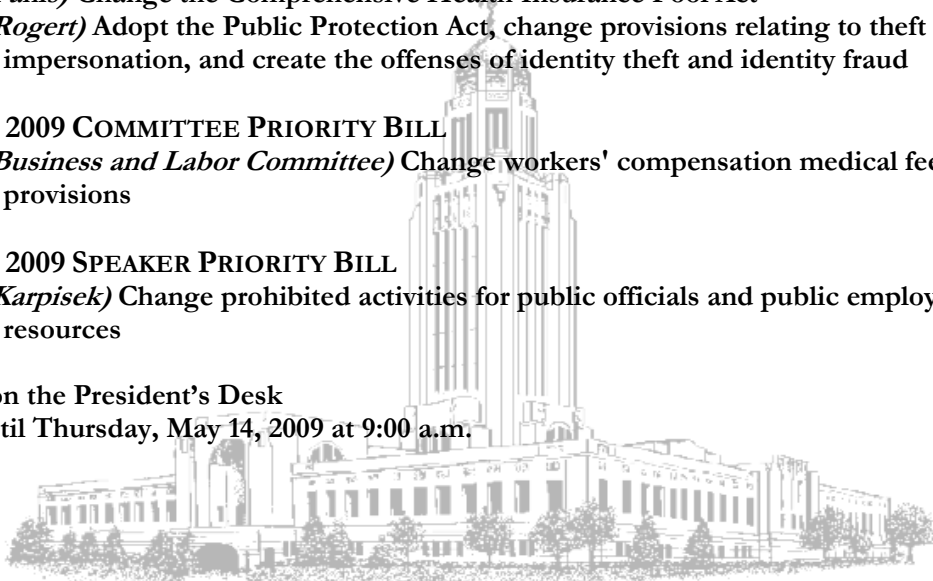 Change the Comprehensive Health Insurance Pool Act
Rogert) Adopt the Public Protection Act, change provisions relating to theft
impersonation, and create the offenses of identity theft and identity fraud
2009 COMMITTEE PRIORITY BILL
Business and Labor Committee) Change workers' compensation medical fee
provisions
2009 SPEAKER PRIORITY BILL
Karpisek) Change prohibited activities for public officials and public employ
resources
on the President's Desk
til Thursday, May 14, 2009 at 9:00 a.m.